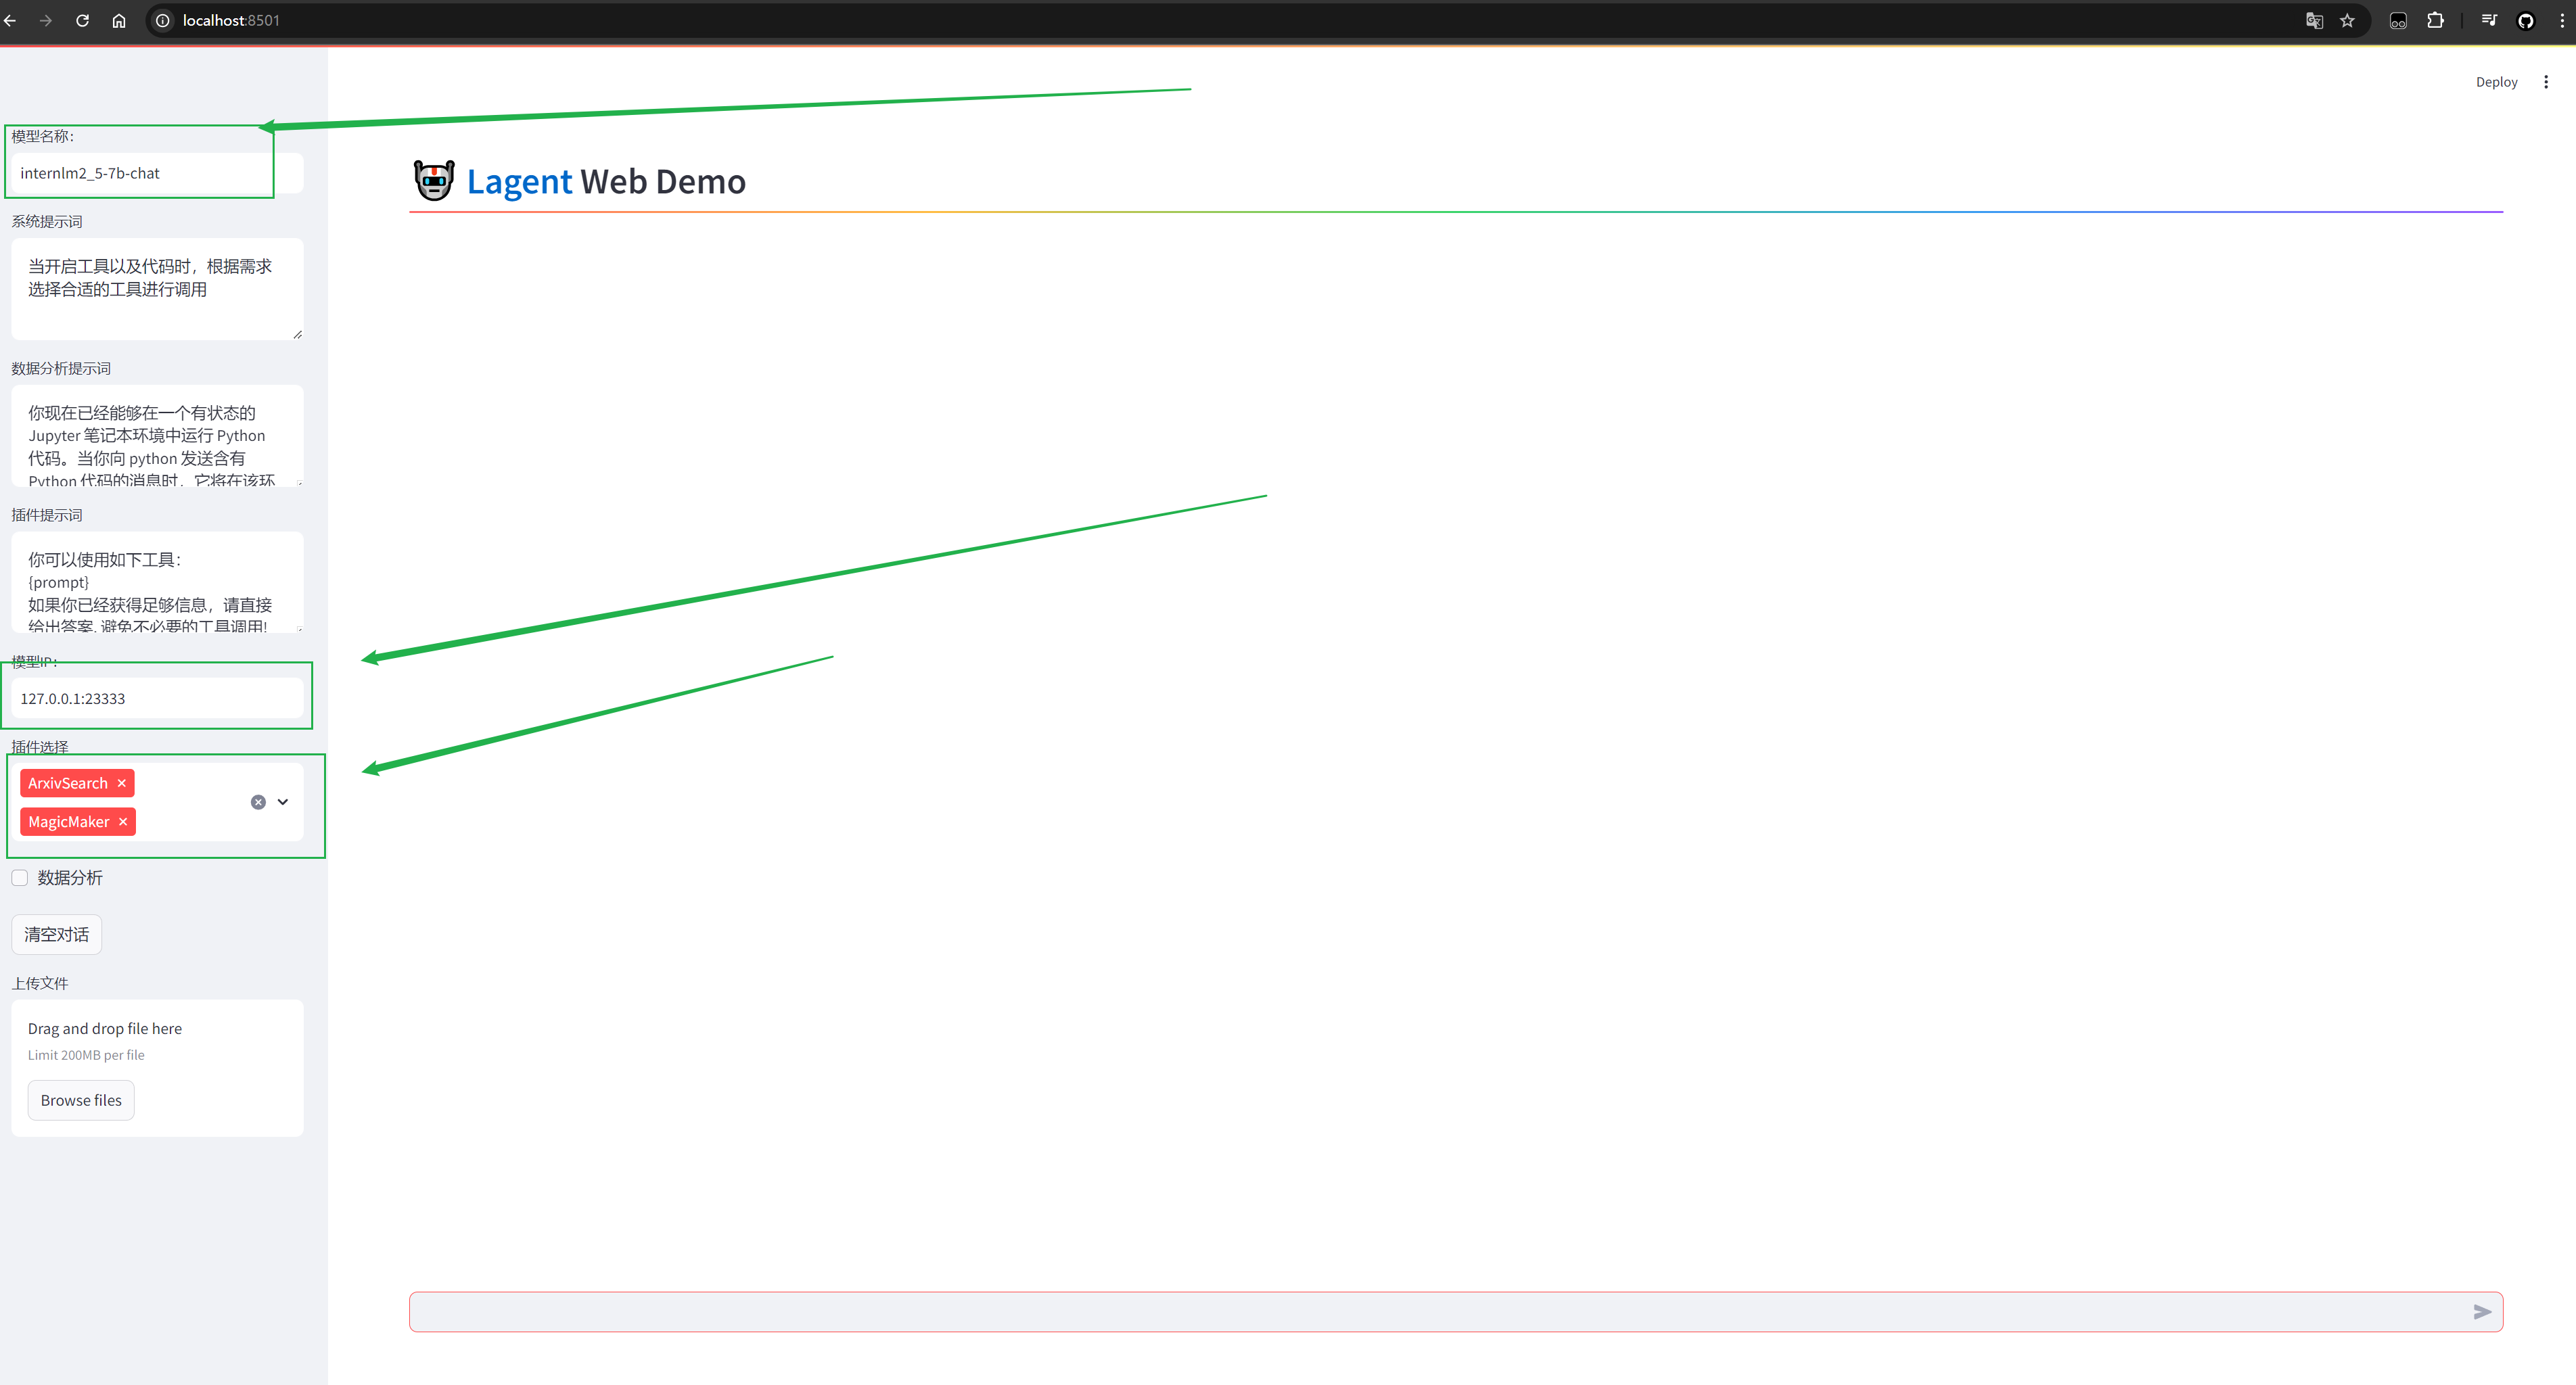 localhost:8501
Deploy
模型名称：
internlm2_5-7b-chat
系统提示词
当开启工具以及代码时，根据需求
选择合适的工具进行调用
数据分析提示词
你现在已经能够在一个有状态的
Jupyter 笔记本环境中运行 Python
代码。当你向 python 发送含有
Python 代码的消息时，它将在该环
插件提示词
你可以使用如下工具：
{prompt}
如果你已经获得足够信息，请直接
给出答案. 避免不必要的工具调用!
模型IP：
127.0.0.1:23333
插件选择
ArxivSearch
MagicMaker
数据分析
清空对话
上传文件
Drag and drop file here
Limit 200MB per file
Browse files
Lagent Web Demo